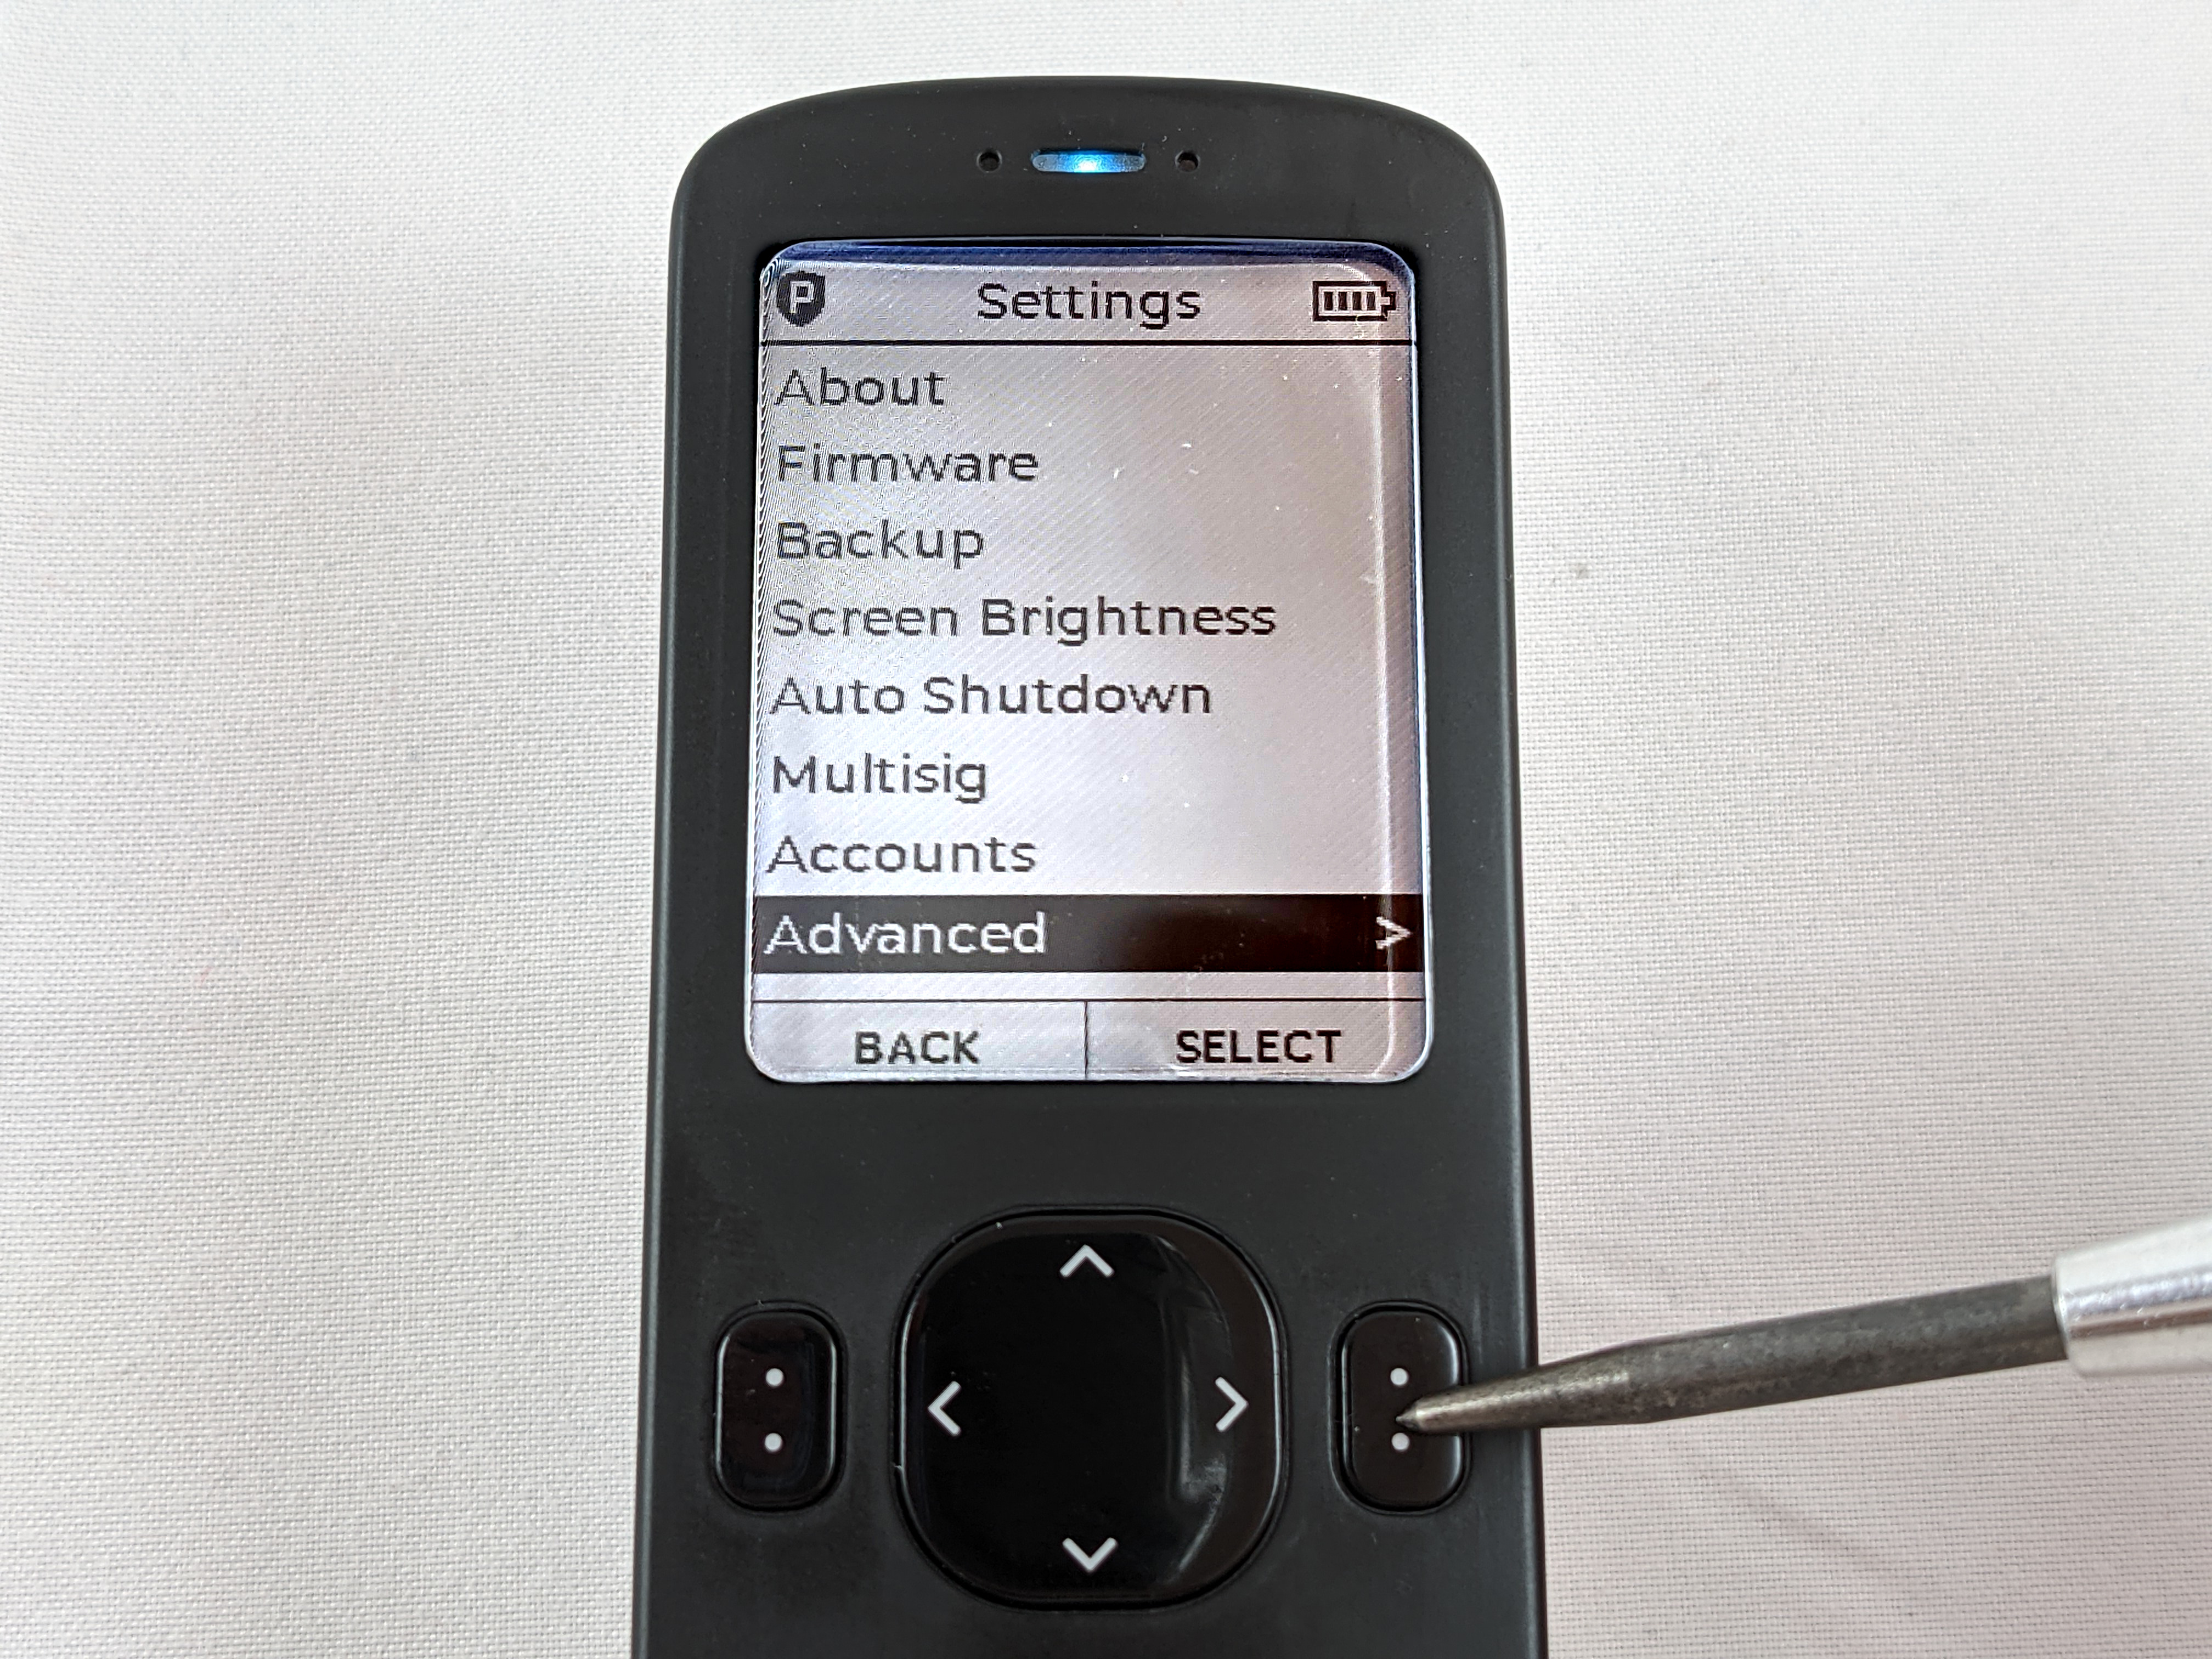 P Settings
About
Firmware
Backup
Screen Brightness
Auto Shutdown
Multisig
Accounts
Advanced >
BACK SELECT